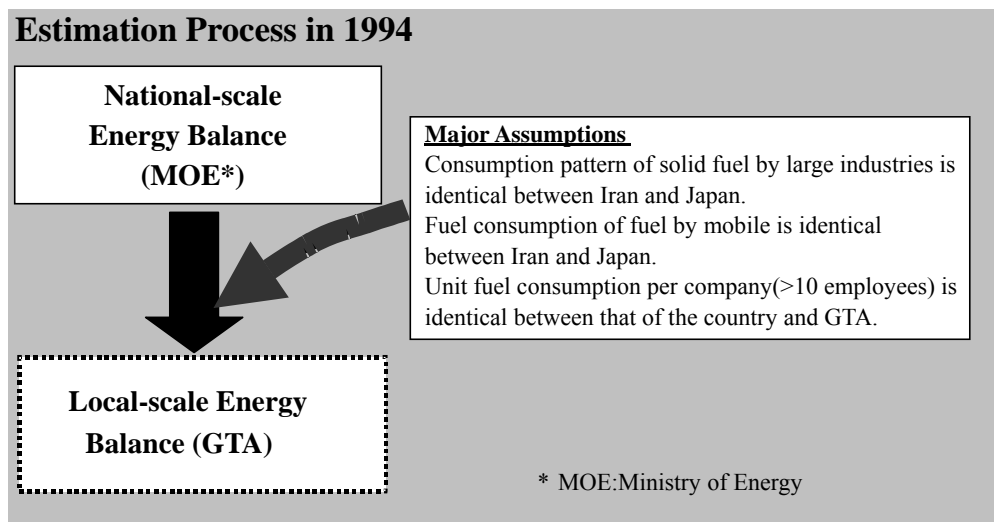 Estimation Process in 1994
National-scale
Energy Balance
(MOE*)
Major Assumptions
Consumption pattern of solid fuel by large industries is
identical between Iran and Japan.
Fuel consumption of fuel by mobile is identical
between Iran and Japan.
Unit fuel consumption per company(>10 employees) is
identical between that of the country and GTA.
Local-scale Energy
Balance (GTA)
* MOE:Ministry of Energy